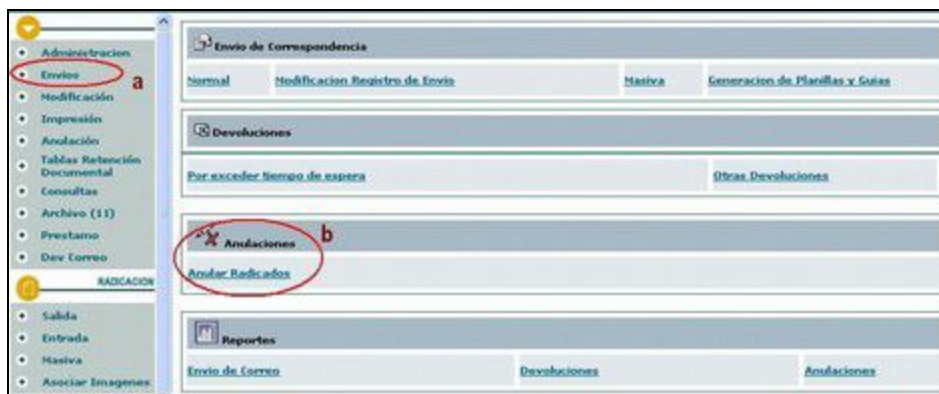 Administracion
Envios
a
Modificación
Impresión
Anulación
Tablas Retención
Documental
Consultas
Archivo (11)
Prestamo
Dev Correo
RADICACION
Salida
Entrada
Masiva
Asociar Imagenes
Envio de Correspondencia
Normal Modificacion Registro de Envio Masiva Generacion de Planillas y Guias
Devoluciones
Por exceder tiempo de espera Otras Devoluciones
Anulaciones b
Anular Radicados
Reportes
Envio de Correo Devoluciones Anulaciones